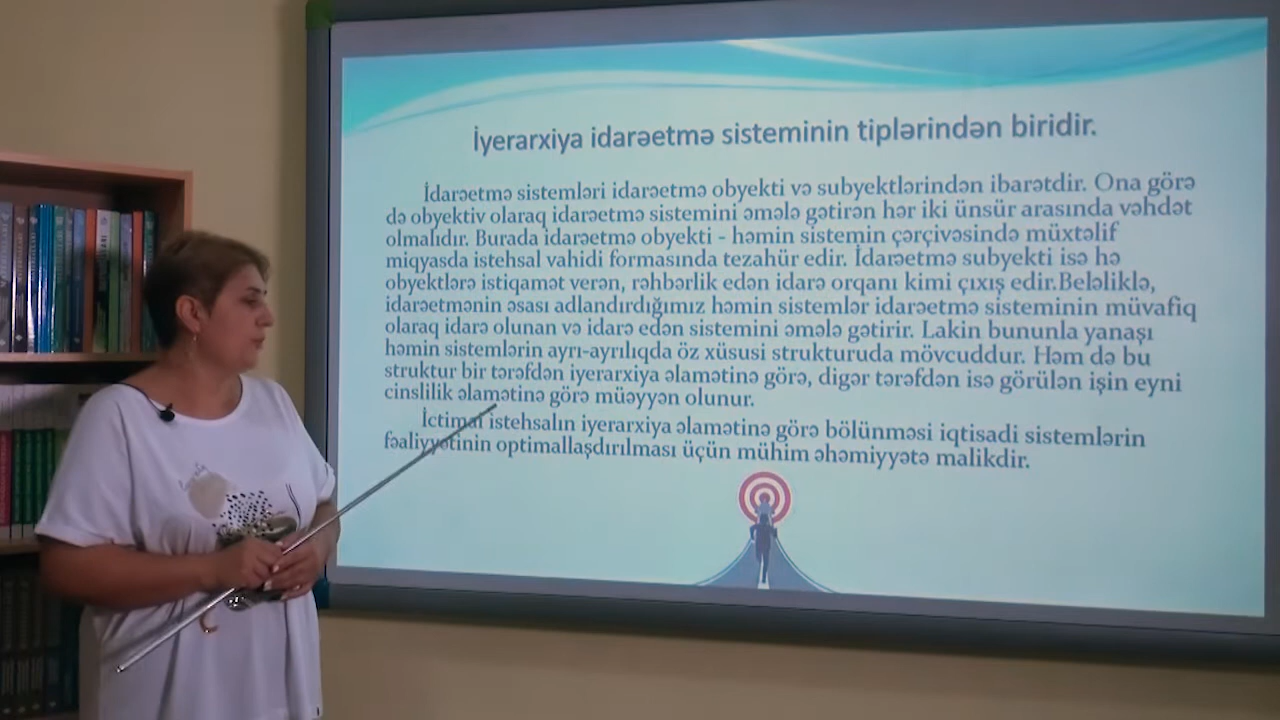 İyerarxiya idarəetmə sisteminin tiplərindən biridir.
İdarəetmə sistemləri idarəetmə obyekti və subyektlərindən ibarətdir. Ona görə
də obyektiv olaraq idarəetmə sistemini əmələ gətirən hər iki ünsür arasında vəhdət
olmalıdır. Burada idarəetmə obyekti - həmin sistemin çərçivəsində müxtəlif
miqyasda istehsal vahidi formasında tezahür edir. İdarəetmə subyekti isə hə
obyektlərə istiqamət verən, rəhbərlik edən idarə orqanı kimi çıxış edir.Beləliklə,
idarəetmənin əsası adlandırdığımız həmin sistemlər idarəetmə sisteminin müvafiq
olaraq idarə olunan və idarə edən sistemini əmələ gətirir. Lakin bununla yanaşı
həmin sistemlərin ayrı-ayrılıqda öz xüsusi strukturuda mövcuddur. Həm də bu
struktur bir tərəfdən iyerarxiya əlamətinə görə, digər tərəfdən isə görülən işin eyni
cinslilik əlamətinə görə müəyyən olunur.
İctimai istehsalın iyerarxiya əlamətinə görə bölünməsi iqtisadi sistemlərin
fəaliyyətinin optimallaşdırılması üçün mühim əhəmiyyətə malikdir.